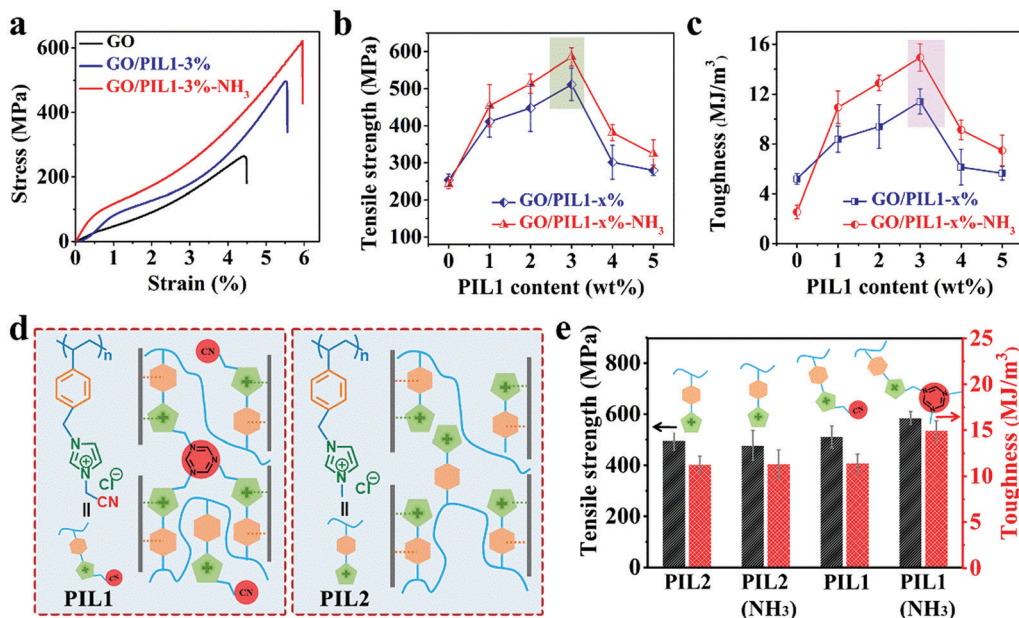 a
Stress (MPa)
600
400
200
0
GO
GO/PIL1-3%
GO/PIL1-3%-NH₃
0 1 2 3 4 5 6
Strain (%)
b
Tensile strength (MPa)
600
500
400
300
200
100
GO/PIL1-x%
GO/PIL1-x%-NH₃
0 1 2 3 4 5
PIL1 content (wt%)
c
Toughness (MJ/m³)
16
12
8
4
0
GO/PIL1-x%
GO/PIL1-x%-NH₃
0 1 2 3 4 5
PIL1 content (wt%)
d
n
N
+
N
Cl⊖
CN
=
+
CN
PIL1
CN
+
+
+
N
N
N
+
+
+
+
CN
n
N
+
N
Cl⊖
=
+
PIL2
+
+
+
+
+
+
e
Tensile strength (MPa)
800
600
400
200
0
+
+
+
CN
+
+
N
N
N
25
20
15
10
5
0
Toughness (MJ/m³)
PIL2 PIL2 PIL1 PIL1
(NH₃) (NH₃)